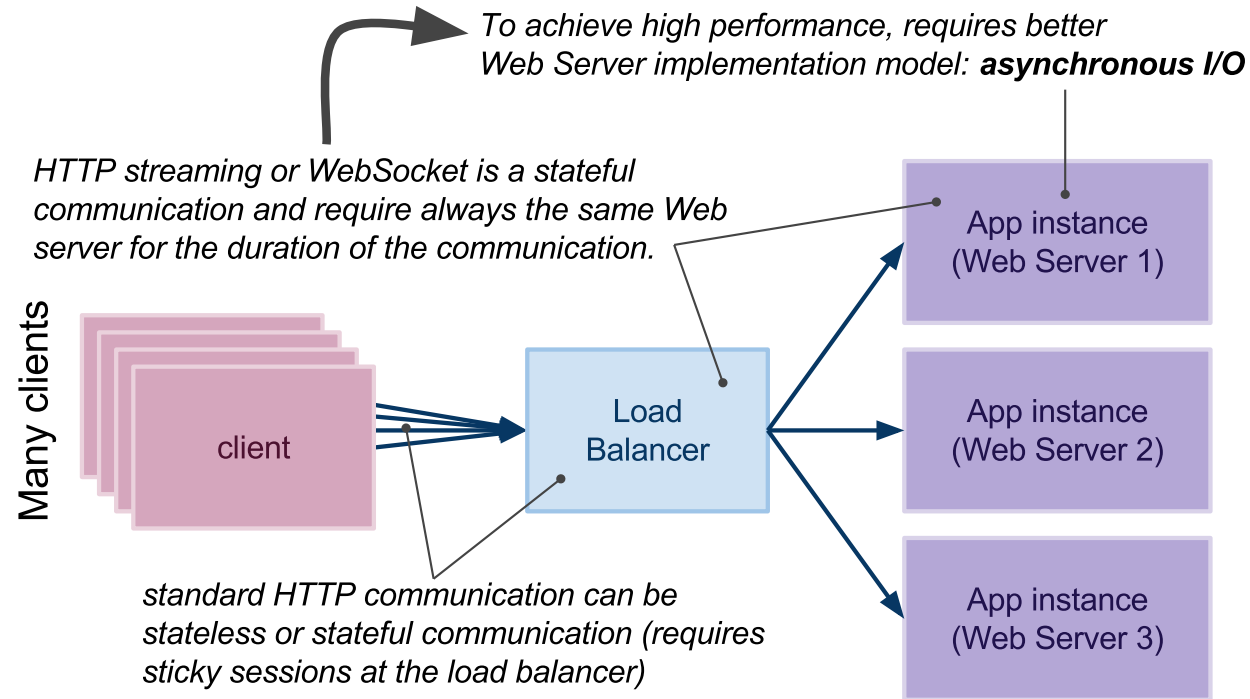 To achieve high performance, requires better
Web Server implementation model: asynchronous I/O
HTTP streaming or WebSocket is a stateful
communication and require always the same Web
server for the duration of the communication.
Many clients
client
Load
Balancer
App instance
(Web Server 1)
App instance
(Web Server 2)
App instance
(Web Server 3)
standard HTTP communication can be
stateless or stateful communication (requires
sticky sessions at the load balancer)